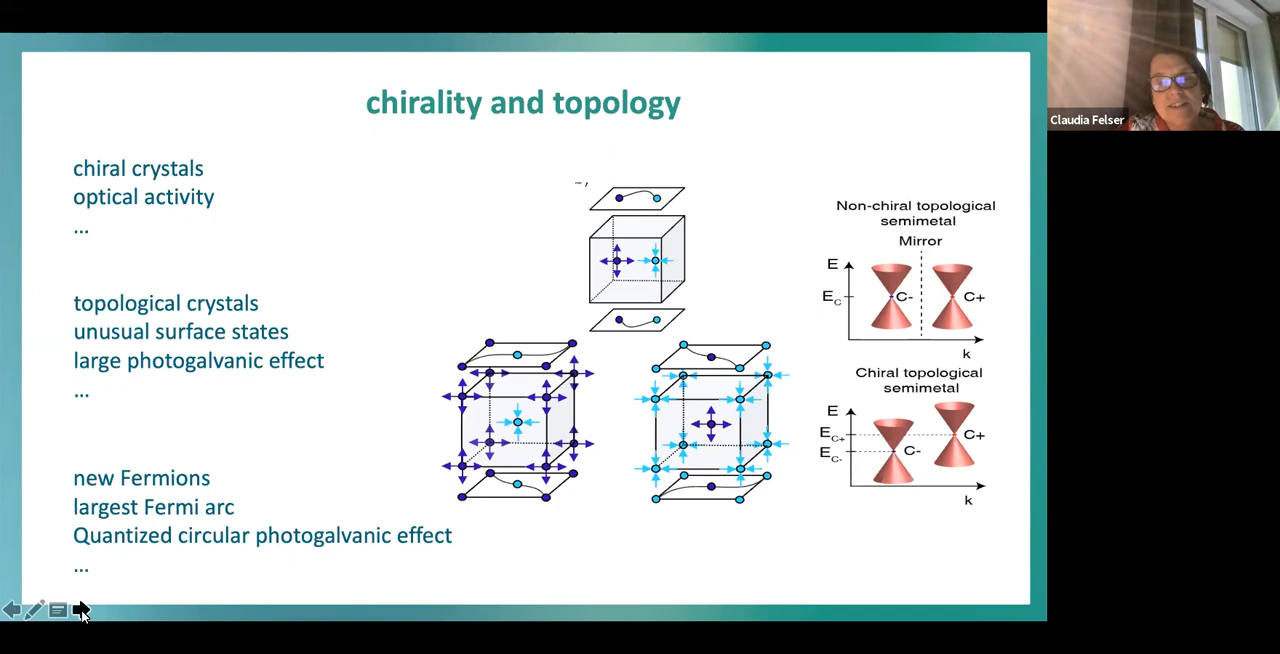 chirality and topology
Claudia Felser
chiral crystals
optical activity
...
topological crystals
unusual surface states
large photogalvanic effect
...
new Fermions
largest Fermi arc
Quantized circular photogalvanic effect
...
Non-chiral topological
semimetal
Mirror
E
E_C
C-
C+
k
Chiral topological
semimetal
E
E_C+
E_C-
C-
C+
k